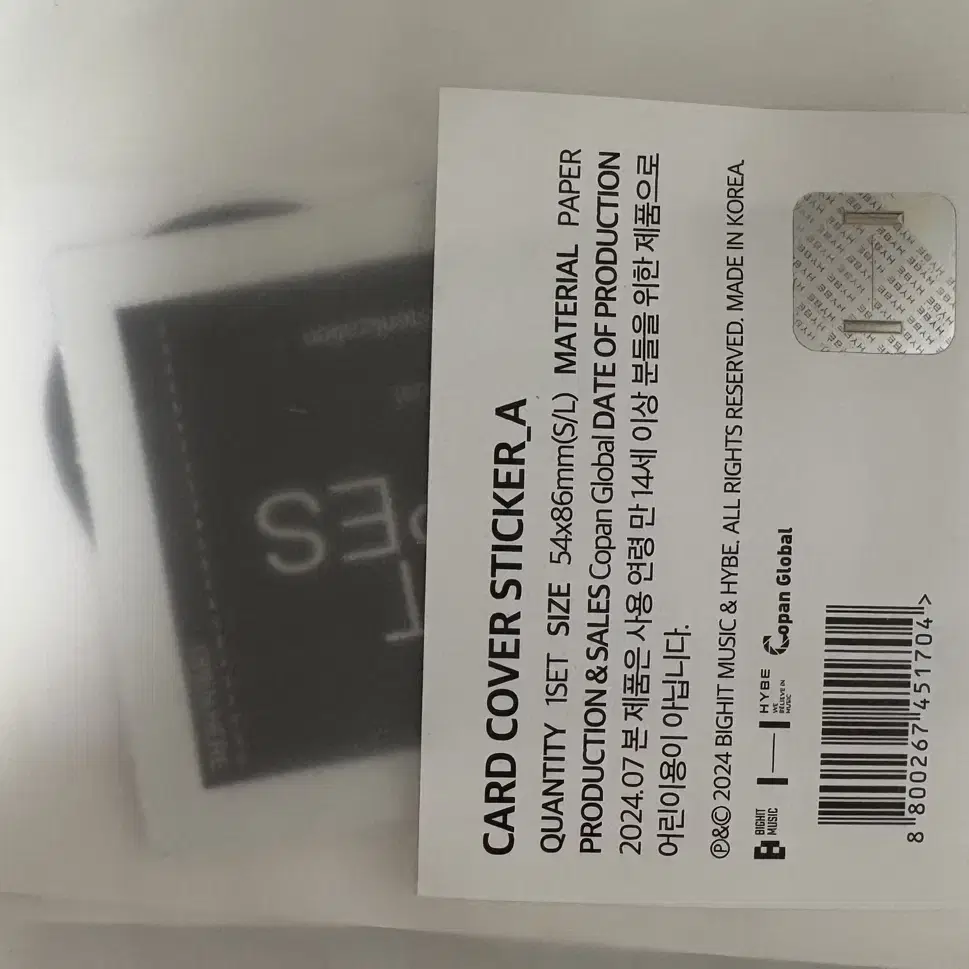 CARD COVER STICKER_A
QUANTITY 1SET SIZE 54x86mm(S/L) MATERIAL PAPER
PRODUCTION & SALES Copan Global DATE OF PRODUCTION
2024.07 본 제품은 사용 연령 만 14세 이상 분들을 위한 제품으로
어린이용이 아닙니다.
℗&© 2024 BIGHIT MUSIC & HYBE. ALL RIGHTS RESERVED. MADE IN KOREA.
BIGHIT
MUSIC
HYBE
WE
BELIEVE IN
MUSIC
Copan Global
8 800267 451704 >
HYBE